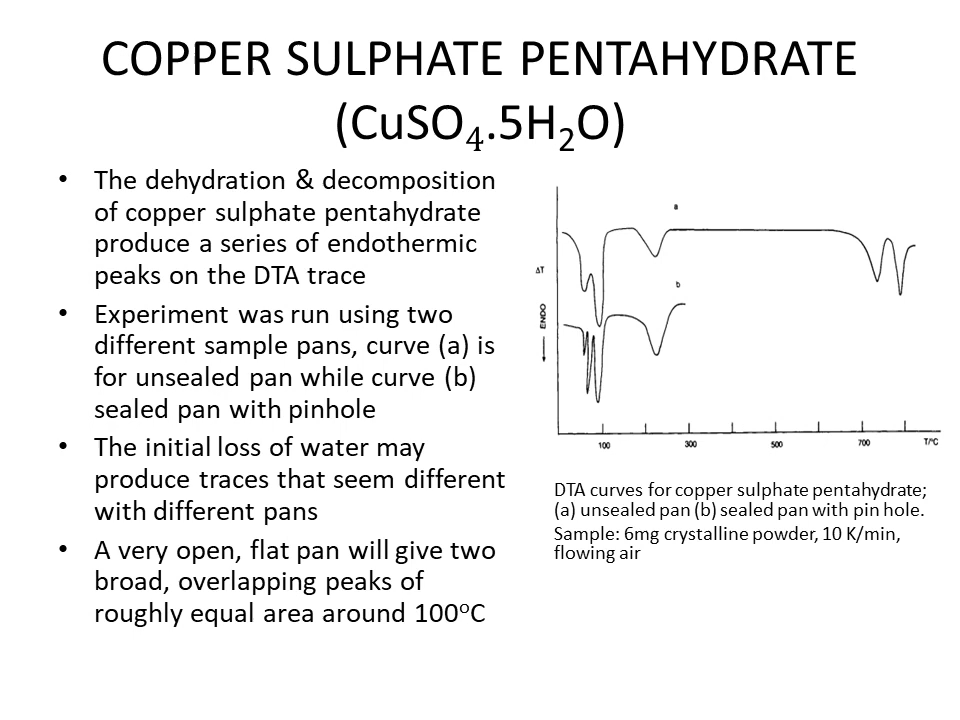 COPPER SULPHATE PENTAHYDRATE
(CuSO₄.5H₂O)
• The dehydration & decomposition
of copper sulphate pentahydrate
produce a series of endothermic
peaks on the DTA trace
• Experiment was run using two
different sample pans, curve (a) is
for unsealed pan while curve (b)
sealed pan with pinhole
• The initial loss of water may
produce traces that seem different
with different pans
• A very open, flat pan will give two
broad, overlapping peaks of
roughly equal area around 100°C
a
ΔT
b
ENDO
100 300 500 700 T/°C
DTA curves for copper sulphate pentahydrate;
(a) unsealed pan (b) sealed pan with pin hole.
Sample: 6mg crystalline powder, 10 K/min,
flowing air